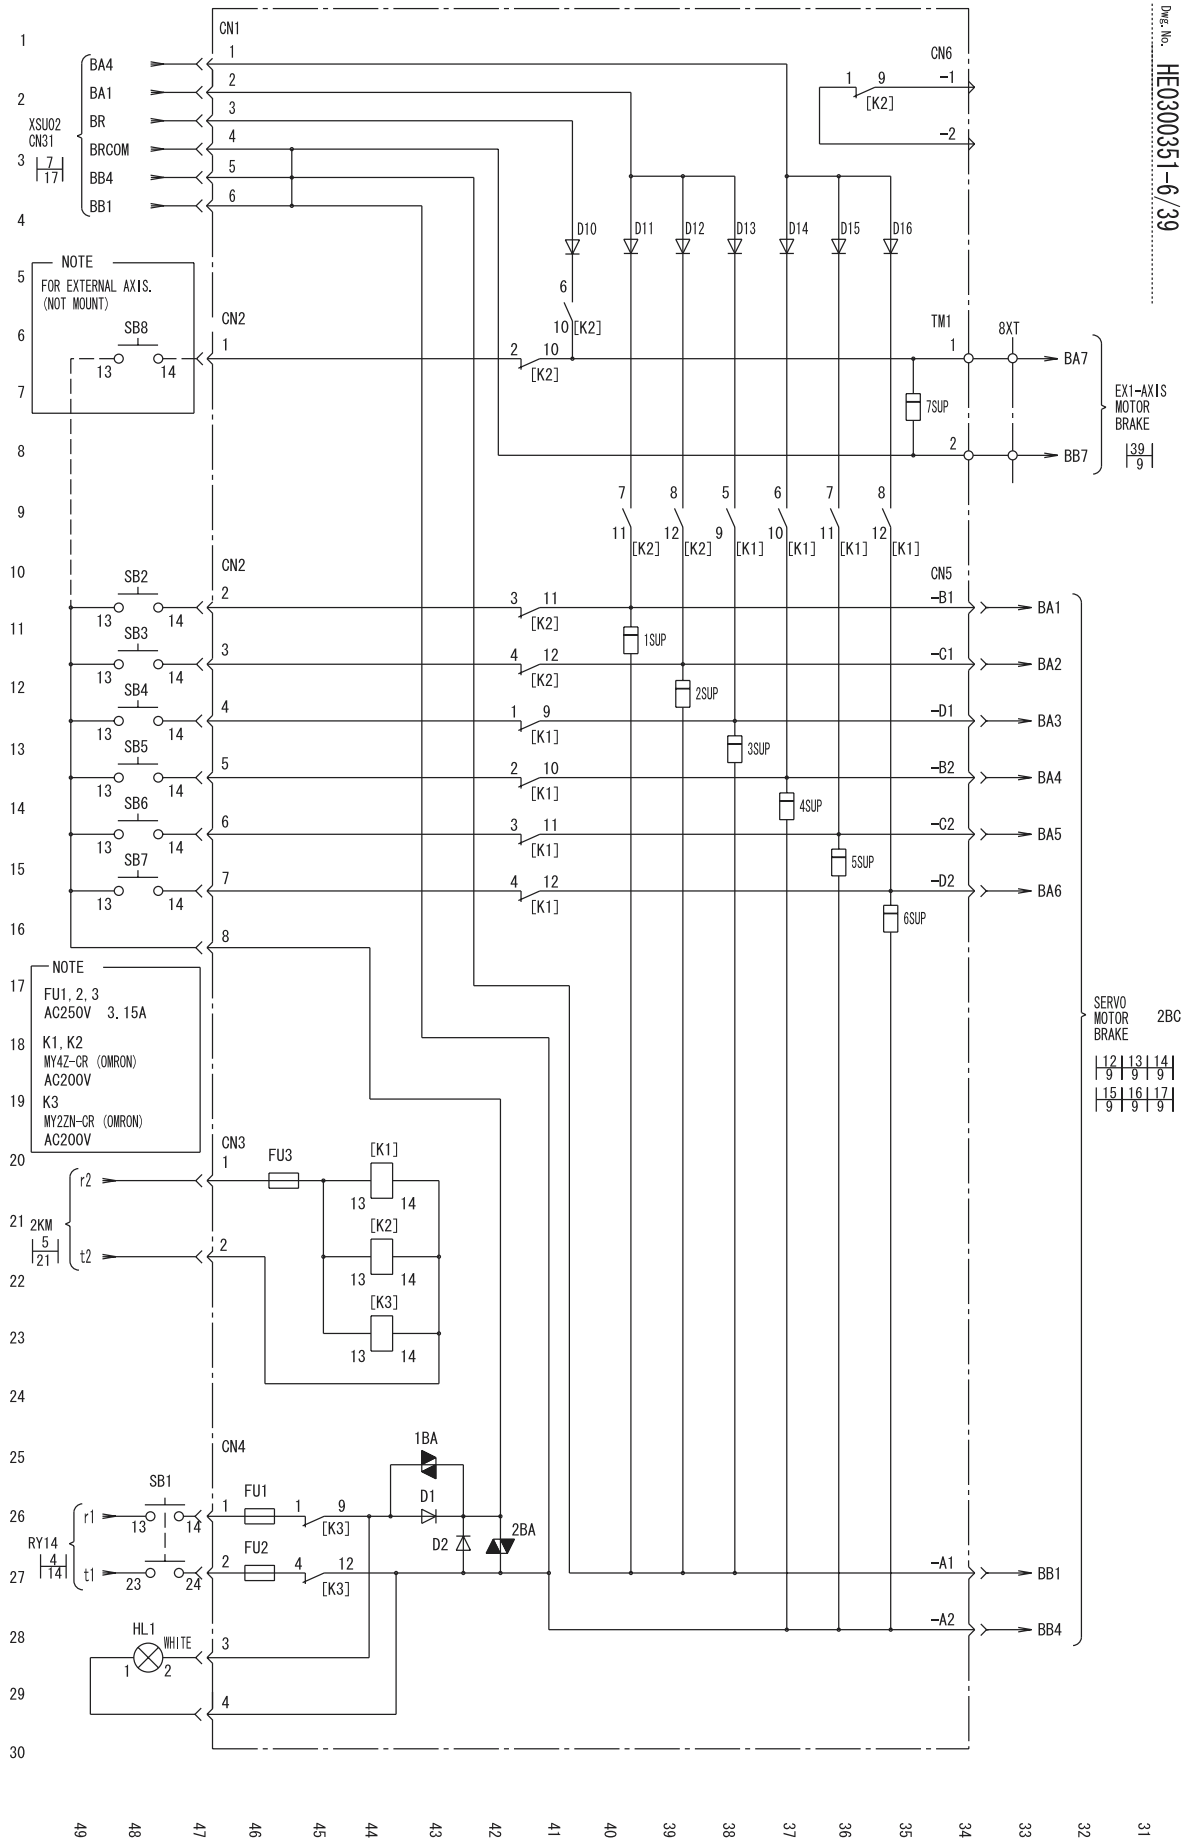 Dwg. No. HE0300351-6/39
1
2
3
4
5
6
7
8
9
10
11
12
13
14
15
16
17
18
19
20
21
22
23
24
25
26
27
28
29
30
CN1
BA4 1
BA1 2
BR 3
BRCOM 4
BB4 5
BB1 6
XSU02
CN31
7
17
CN6
1 9 -1
[K2]
-2
D10 D11 D12 D13 D14 D15 D16
NOTE
FOR EXTERNAL AXIS.
(NOT MOUNT)
SB8
13 14
CN2
1
6
10 [K2]
2 10
[K2]
TM1
1
8XT
BA7
7SUP
2
BB7
EX1-AXIS
MOTOR
BRAKE
39
9
7 8 5 6 7 8
11 [K2] 12 [K2] 9 [K1] 10 [K1] 11 [K1] 12 [K1]
CN2
CN5
SB2
13 14
2
3 11
[K2]
1SUP
-B1
BA1
SB3
13 14
3
4 12
[K2]
2SUP
-C1
BA2
SB4
13 14
4
1 9
[K1]
3SUP
-D1
BA3
SB5
13 14
5
2 10
[K1]
4SUP
-B2
BA4
SB6
13 14
6
3 11
[K1]
5SUP
-C2
BA5
SB7
13 14
7
4 12
[K1]
6SUP
-D2
BA6
8
NOTE
FU1, 2, 3
AC250V 3. 15A
K1, K2
MY4Z-CR (OMRON)
AC200V
K3
MY2ZN-CR (OMRON)
AC200V
SERVO
MOTOR
BRAKE
2BC
12 13 14
9 9 9
15 16 17
9 9 9
CN3
r2 1
FU3
[K1]
13 14
2KM
5
21
t2 2
[K2]
13 14
[K3]
13 14
CN4
1BA
SB1
r1 13 14 1
FU1
1 9
[K3]
D1
D2
2BA
RY14
4
14
t1 23 24 2
FU2
4 12
[K3]
-A1
BB1
-A2
BB4
HL1
WHITE
1 2
3
4
49 48 47 46 45 44 43 42 41 40 39 38 37 36 35 34 33 32 31